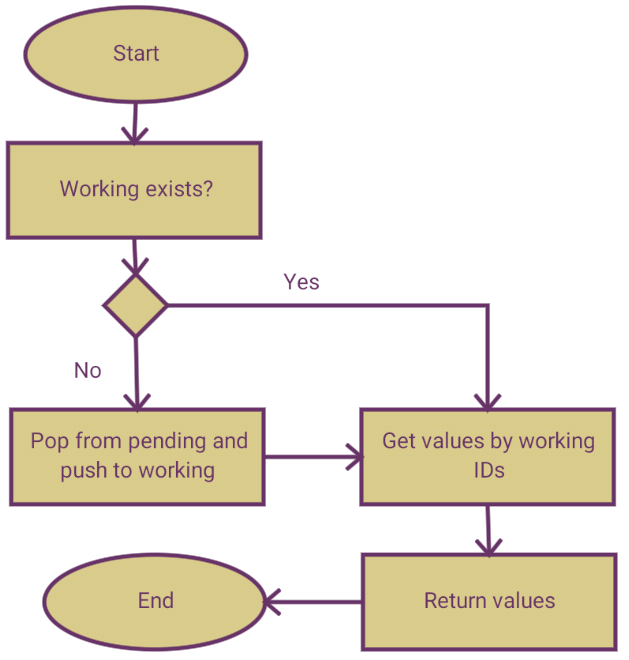 Start
Working exists?
Yes
No
Pop from pending and
push to working
Get values by working
IDs
Return values
End